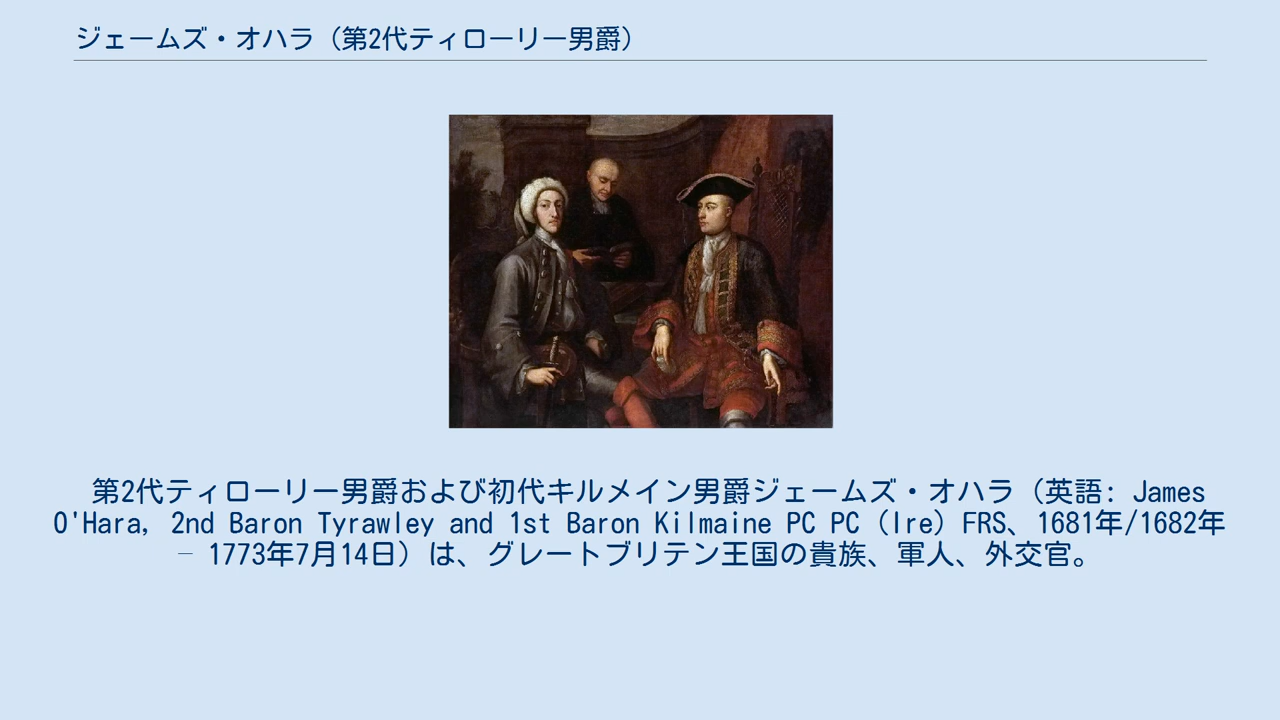 ジェームズ・オハラ（第2代ティローリー男爵）
第2代ティローリー男爵および初代キルメイン男爵ジェームズ・オハラ（英語: James
O'Hara, 2nd Baron Tyrawley and 1st Baron Kilmaine PC PC (Ire) FRS、1681年/1682年
– 1773年7月14日）は、グレートブリテン王国の貴族、軍人、外交官。